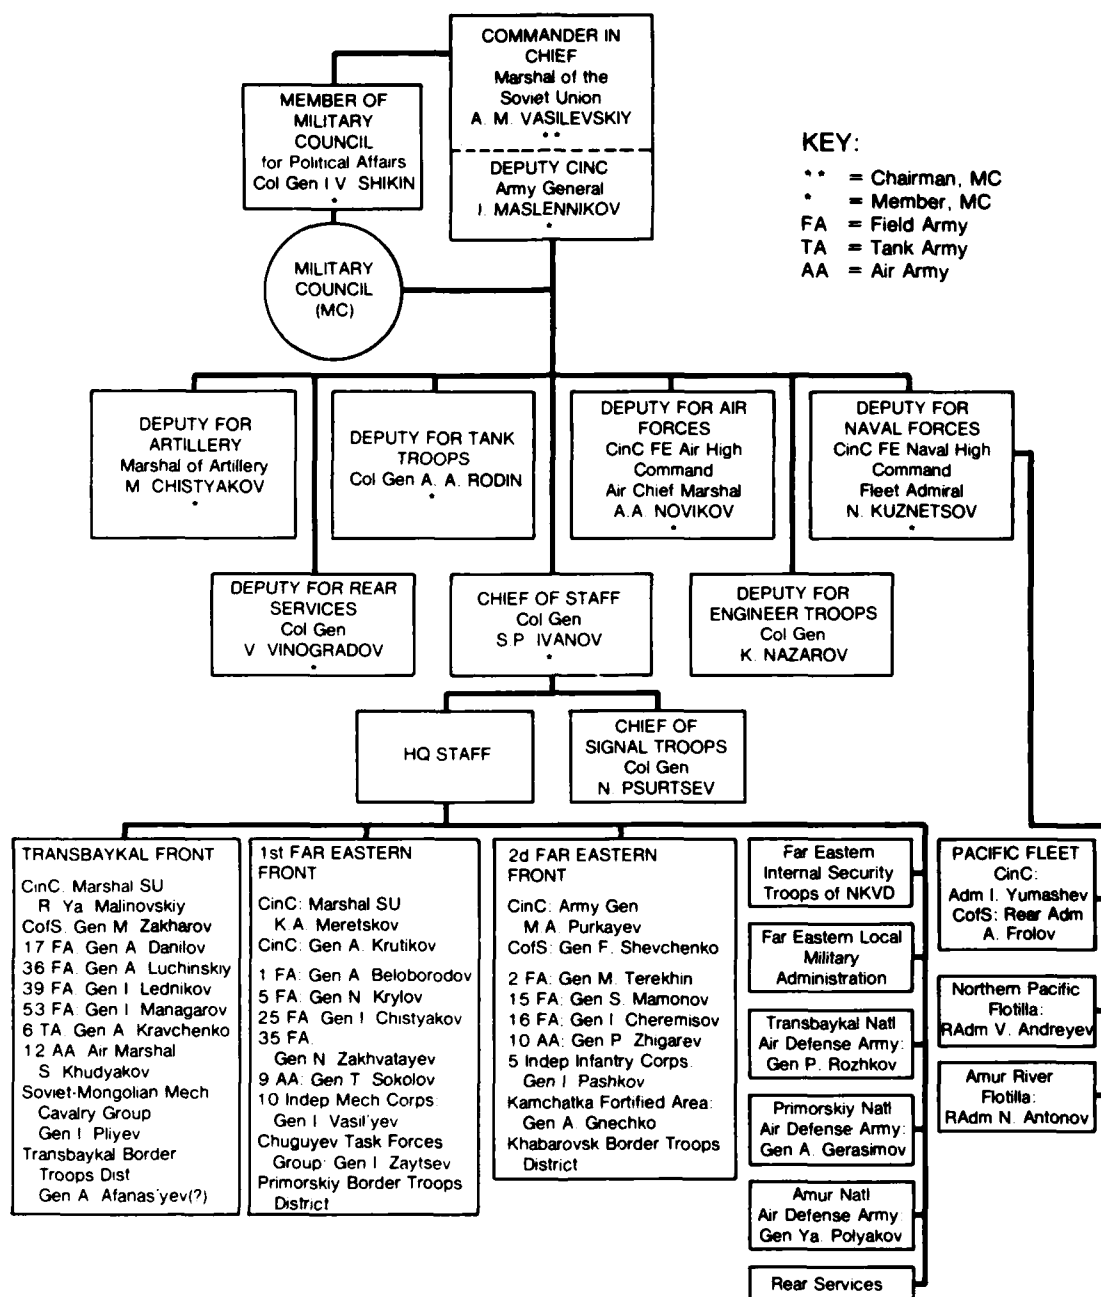 COMMANDER IN
CHIEF
Marshal of the
Soviet Union
A. M. VASILEVSKIY
**
DEPUTY CINC
Army General
I. MASLENNIKOV
*
MEMBER OF
MILITARY
COUNCIL
for Political Affairs
Col Gen I V SHIKIN
*
MILITARY
COUNCIL
(MC)
KEY:
** = Chairman, MC
* = Member, MC
FA = Field Army
TA = Tank Army
AA = Air Army
DEPUTY FOR
ARTILLERY
Marshal of Artillery
M CHISTYAKOV
*
DEPUTY FOR TANK
TROOPS
Col Gen A. A. RODIN
*
DEPUTY FOR AIR
FORCES
CinC FE Air High
Command
Air Chief Marshal
A.A. NOVIKOV
*
DEPUTY FOR
NAVAL FORCES
CinC FE Naval High
Command
Fleet Admiral
N. KUZNETSOV
*
DEPUTY FOR REAR
SERVICES
Col Gen
V VINOGRADOV
*
CHIEF OF STAFF
Col Gen
S.P IVANOV
*
DEPUTY FOR
ENGINEER TROOPS
Col Gen
K. NAZAROV
HQ STAFF
CHIEF OF
SIGNAL TROOPS
Col Gen
N. PSURTSEV
TRANSBAYKAL FRONT
CinC: Marshal SU
R Ya Malinovskiy
CofS: Gen M Zakharov
17 FA: Gen A Danilov
36 FA: Gen A Luchinskiy
39 FA: Gen I Lednikov
53 FA: Gen I Managarov
6 TA: Gen A Kravchenko
12 AA Air Marshal
S Khudyakov
Soviet-Mongolian Mech
Cavalry Group
Gen I Pliyev
Transbaykal Border
Troops Dist
Gen A Afanas'yev(?)
1st FAR EASTERN
FRONT
CinC: Marshal SU
K.A. Meretskov
CinC: Gen A. Krutikov
1 FA: Gen A Beloborodov
5 FA: Gen N Krylov
25 FA Gen I Chistyakov
35 FA
Gen N Zakhvatayev
9 AA: Gen T Sokolov
10 Indep Mech Corps:
Gen I Vasil'yev
Chuguyev Task Forces
Group: Gen I Zaytsev
Primorskiy Border Troops
District
2d FAR EASTERN
FRONT
CinC: Army Gen
M A. Purkayev
CofS: Gen F. Shevchenko
2 FA: Gen M. Terekhin
15 FA: Gen S. Mamonov
16 FA: Gen I Cheremisov
10 AA: Gen P Zhigarev
5 Indep Infantry Corps
Gen I Pashkov
Kamchatka Fortified Area:
Gen A. Gnechko
Khabarovsk Border Troops
District
Far Eastern
Internal Security
Troops of NKVD
Far Eastern Local
Military
Administration
Transbaykal Natl
Air Defense Army:
Gen P. Rozhkov
Primorskiy Natl
Air Defense Army:
Gen A. Gerasimov
Amur Natl
Air Defense Army:
Gen Ya. Polyakov
Rear Services
PACIFIC FLEET
CinC:
Adm I. Yumashev
CofS: Rear Adm
A. Frolov
Northern Pacific
Flotilla:
RAdm V. Andreyev
Amur River
Flotilla:
RAdm N. Antonov